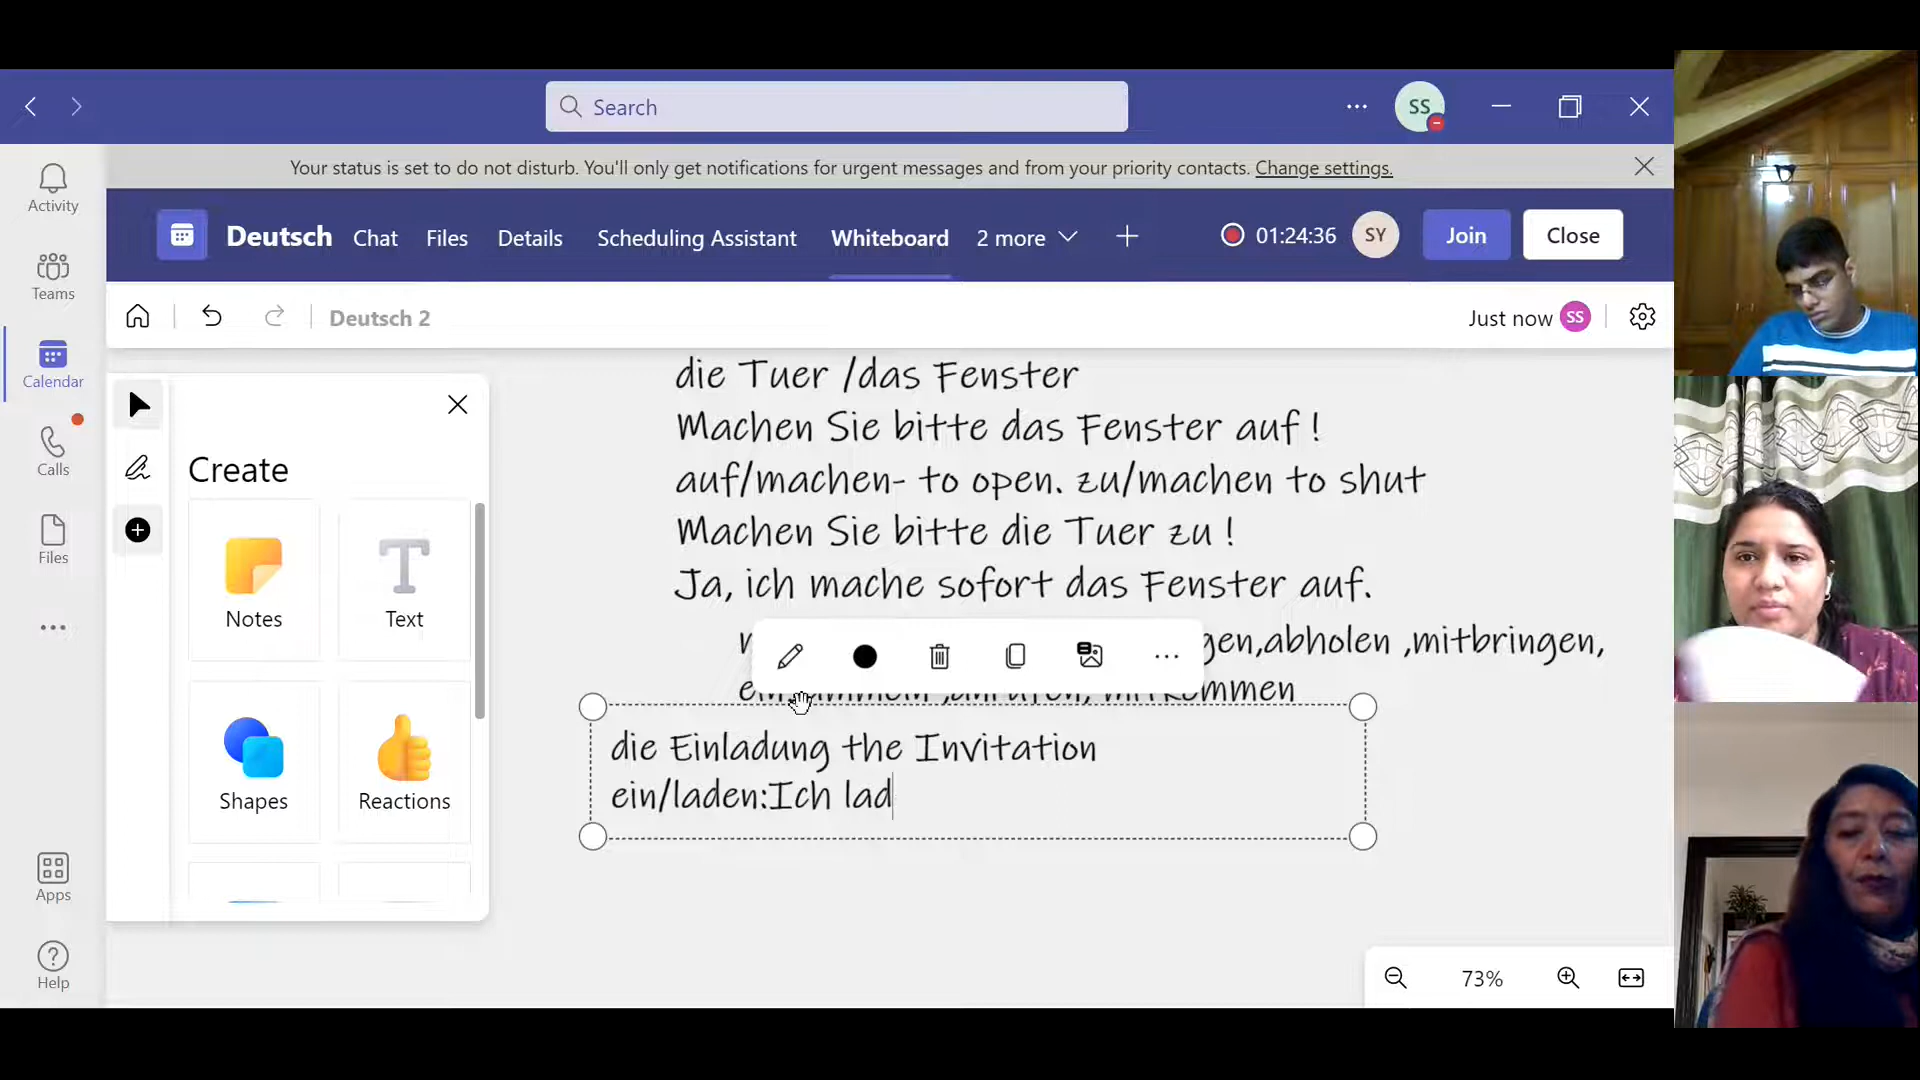 Search
SS
Your status is set to do not disturb. You'll only get notifications for urgent messages and from your priority contacts. Change settings.
Activity
Teams
Calendar
Calls
Files
Apps
Help
Deutsch Chat Files Details Scheduling Assistant Whiteboard 2 more 01:24:36 SY Join Close
Deutsch 2
Just now SS
Create
Notes
Text
Shapes
Reactions
die Tuer /das Fenster
Machen Sie bitte das Fenster auf !
auf/machen- to open. zu/machen to shut
Machen Sie bitte die Tuer zu !
Ja, ich mache sofort das Fenster auf.
abholen ,mitbringen,
,anrufen, mitkommen
die Einladung the Invitation
ein/laden:Ich lad
73%